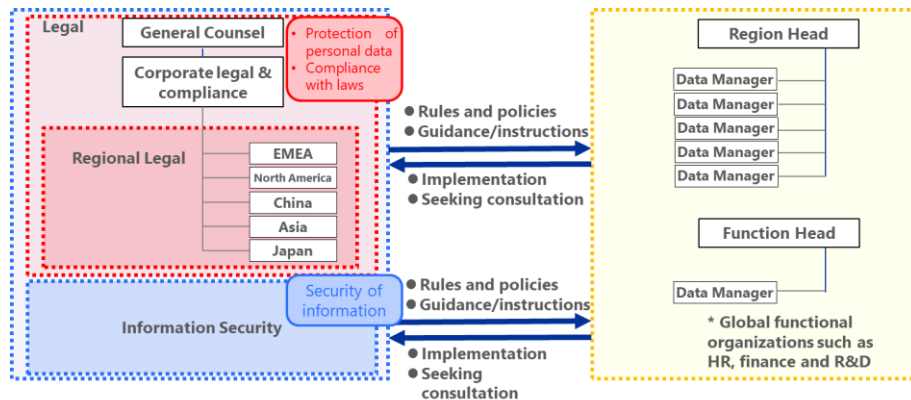 Legal
General Counsel
Corporate legal &
compliance
• Protection of
personal data
• Compliance
with laws
Regional Legal
EMEA
North America
China
Asia
Japan
Information Security
Security of
information
● Rules and policies
● Guidance/instructions
● Implementation
● Seeking consultation
● Rules and policies
● Guidance/instructions
● Implementation
● Seeking
consultation
Region Head
Data Manager
Data Manager
Data Manager
Data Manager
Data Manager
Function Head
Data Manager
* Global functional
organizations such as
HR, finance and R&D